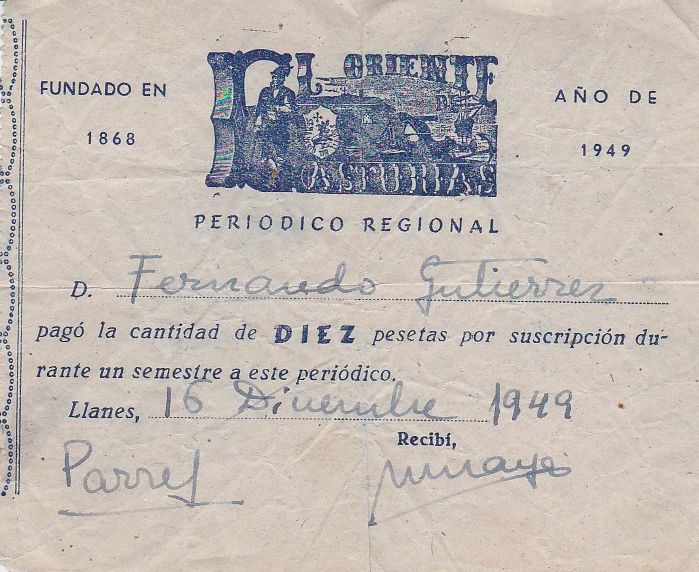 FUNDADO EN
1868
EL ORIENTE
DE
ASTURIAS
AÑO DE
1949
PERIODICO REGIONAL
D. Fernando Gutierrez
pagó la cantidad de DIEZ pesetas por suscripción du-
rante un semestre a este periódico.
Llanes, 16 Diciembre 1949
Recibí,
Parres